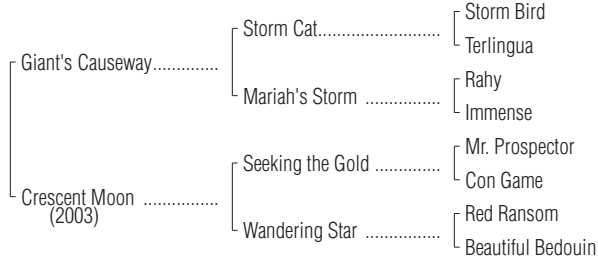 Storm Bird
Storm Cat..........................
Terlingua
Giant's Causeway..............
Rahy
Mariah's Storm ................
Immense
Mr. Prospector
Seeking the Gold ..............
Con Game
Crescent Moon ................
(2003)
Red Ransom
Wandering Star ................
Beautiful Bedouin